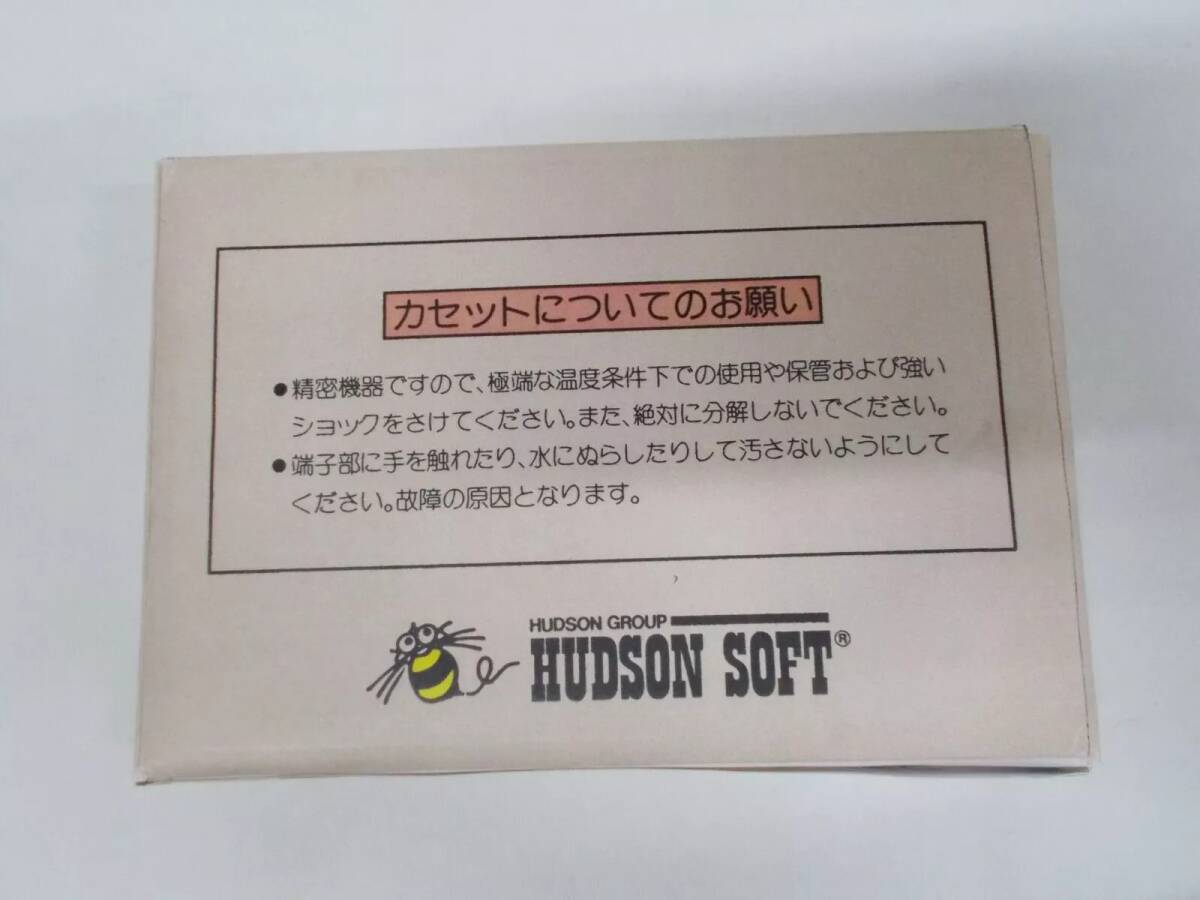 カセットについてのお願い
●精密機器ですので、極端な温度条件下での使用や保管および強い
ショックをさけてください。また、絶対に分解しないでください。
●端子部に手を触れたり、水にぬらしたりして汚さないようにして
ください。故障の原因となります。
HUDSON GROUP
HUDSON SOFT®